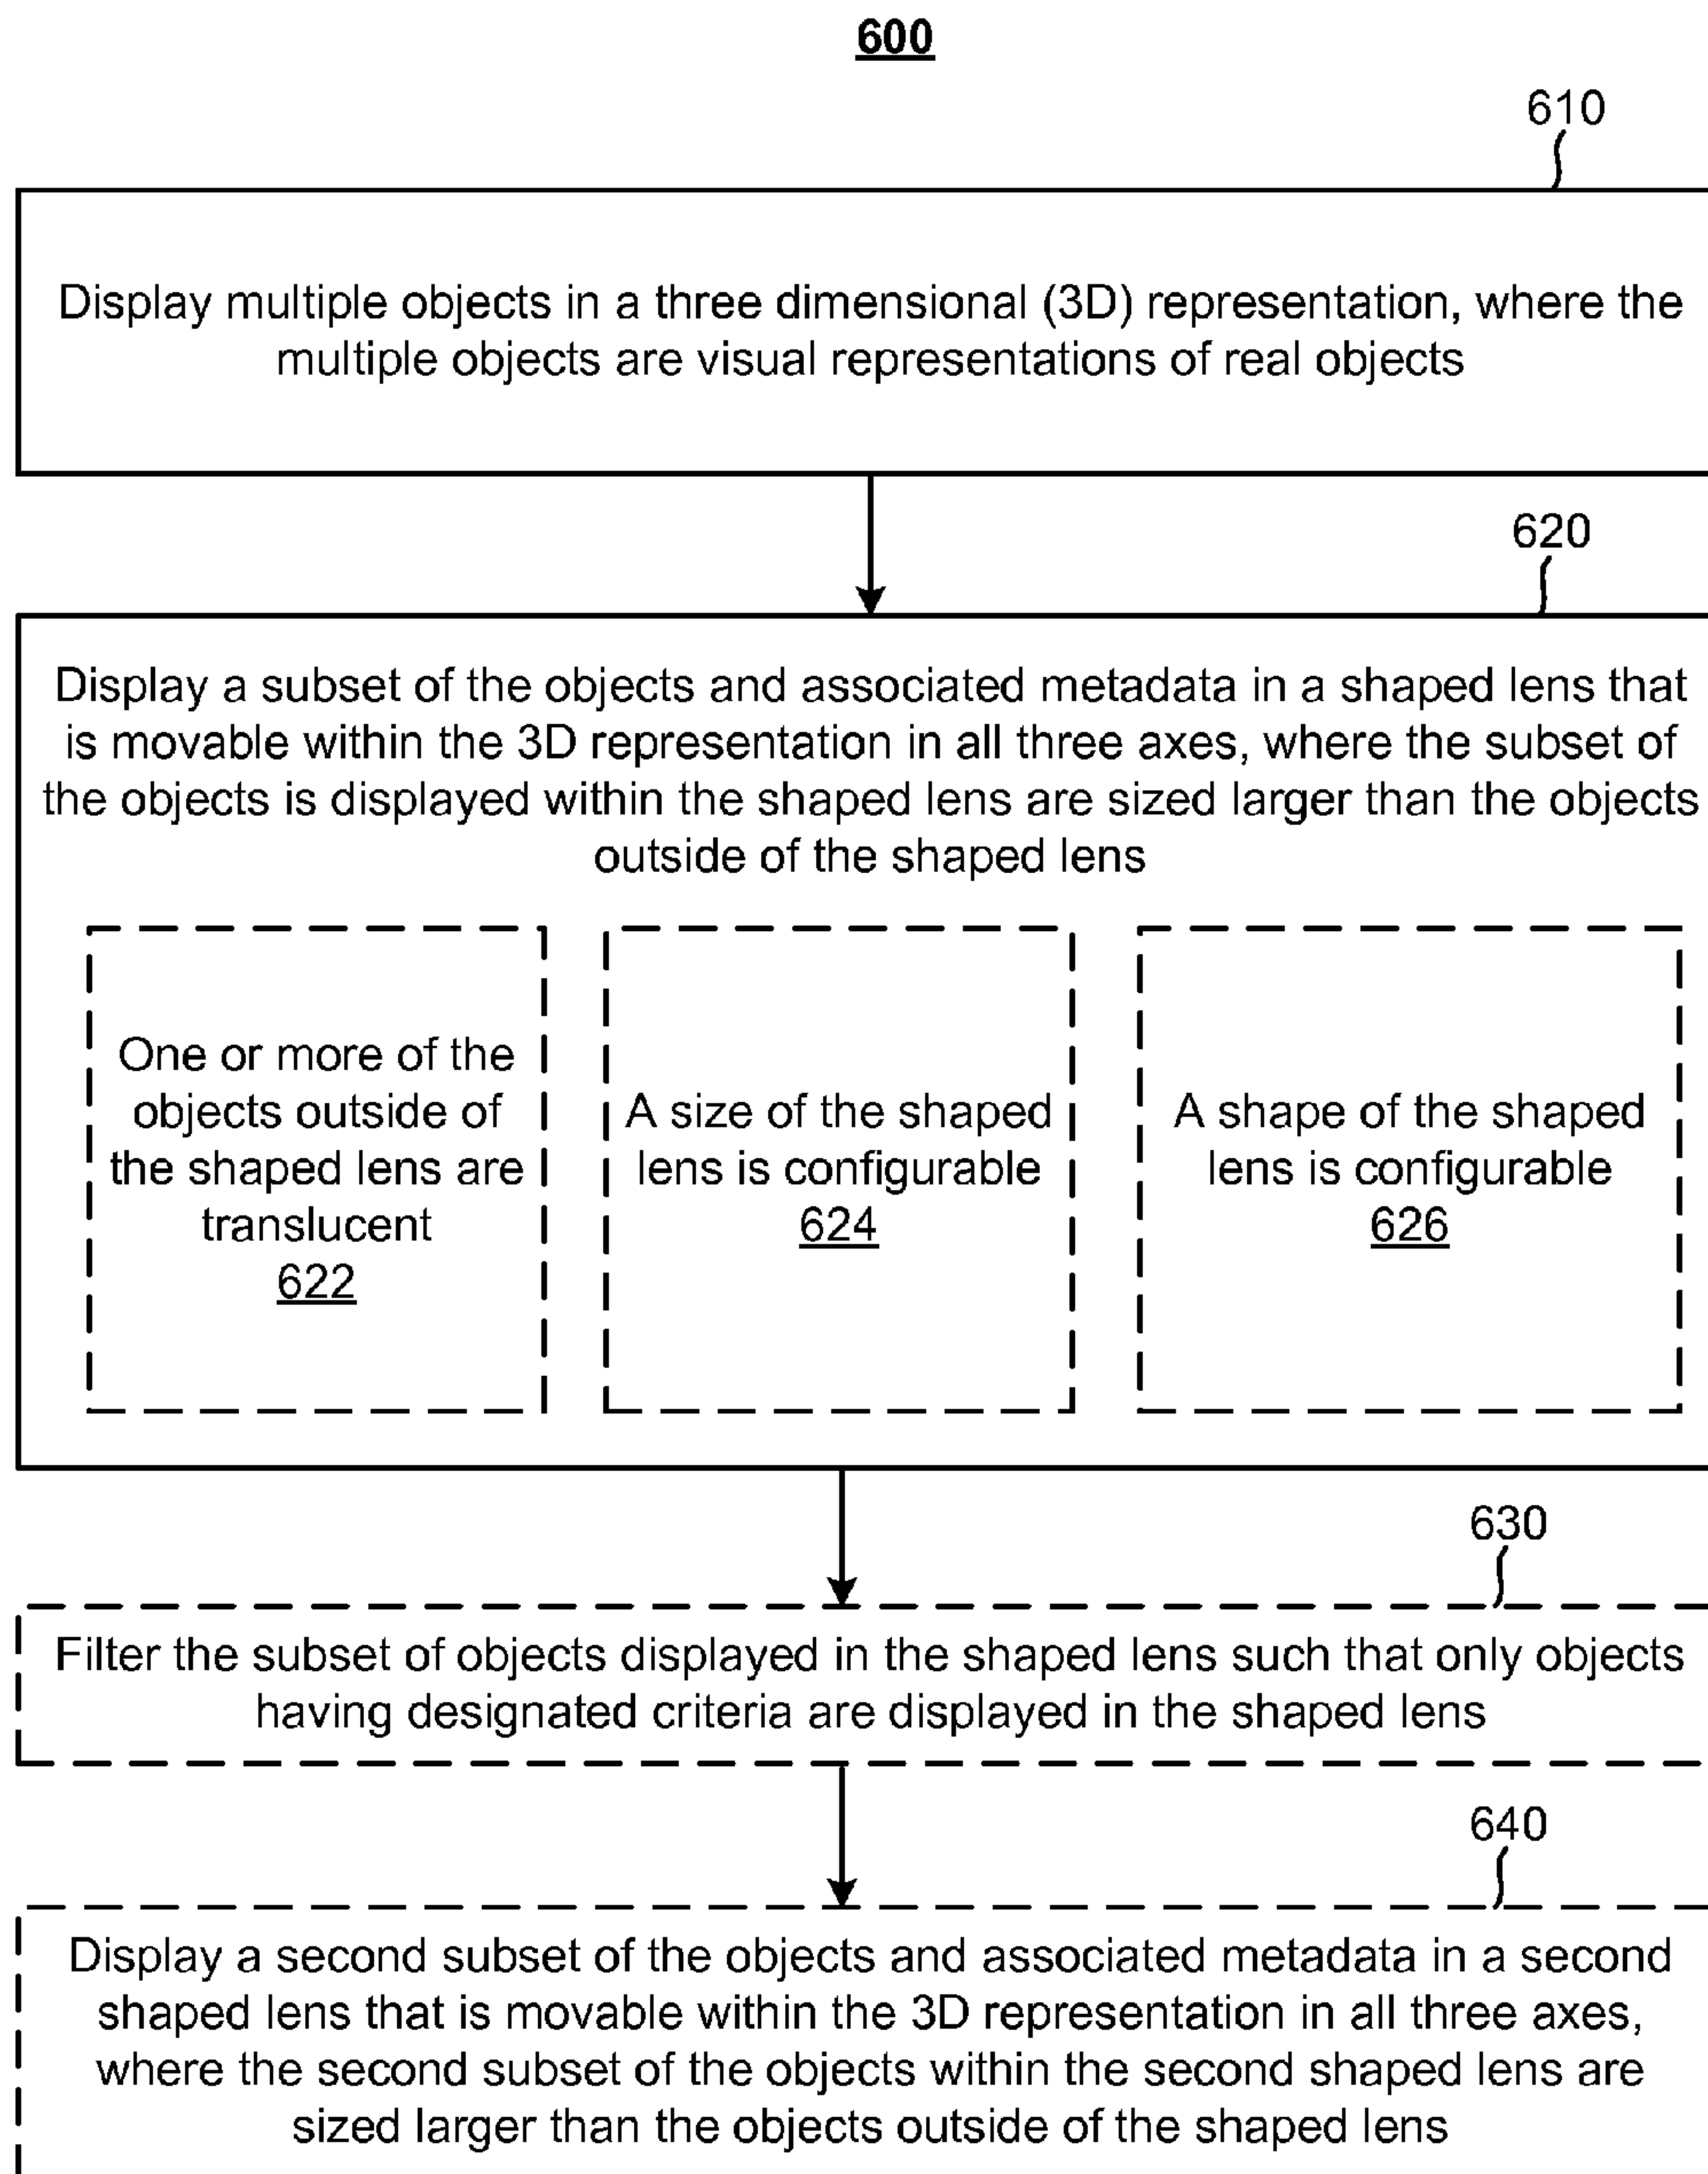 600
610
Display multiple objects in a three dimensional (3D) representation, where the
multiple objects are visual representations of real objects
620
Display a subset of the objects and associated metadata in a shaped lens that
is movable within the 3D representation in all three axes, where the subset of
the objects is displayed within the shaped lens are sized larger than the objects
outside of the shaped lens
One or more of the
objects outside of
the shaped lens are
translucent
622
A size of the shaped
lens is configurable
624
A shape of the shaped
lens is configurable
626
630
Filter the subset of objects displayed in the shaped lens such that only objects
having designated criteria are displayed in the shaped lens
640
Display a second subset of the objects and associated metadata in a second
shaped lens that is movable within the 3D representation in all three axes,
where the second subset of the objects within the second shaped lens are
sized larger than the objects outside of the shaped lens